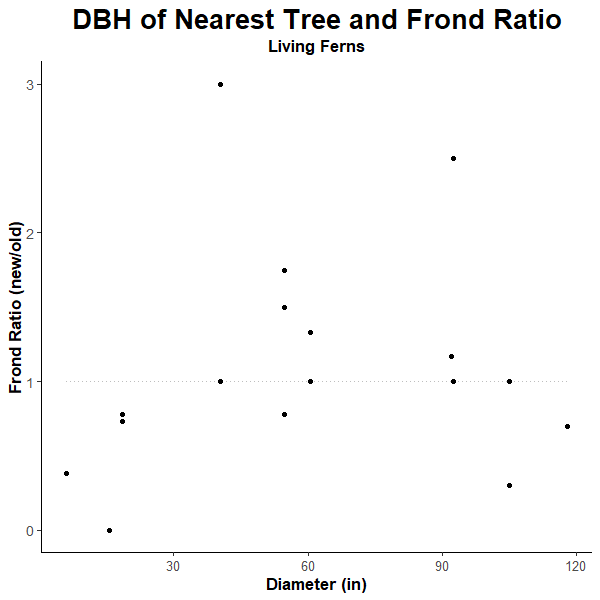 DBH of Nearest Tree and Frond Ratio
Living Ferns
Frond Ratio (new/old)
3
2
1
0
30 60 90 120
Diameter (in)